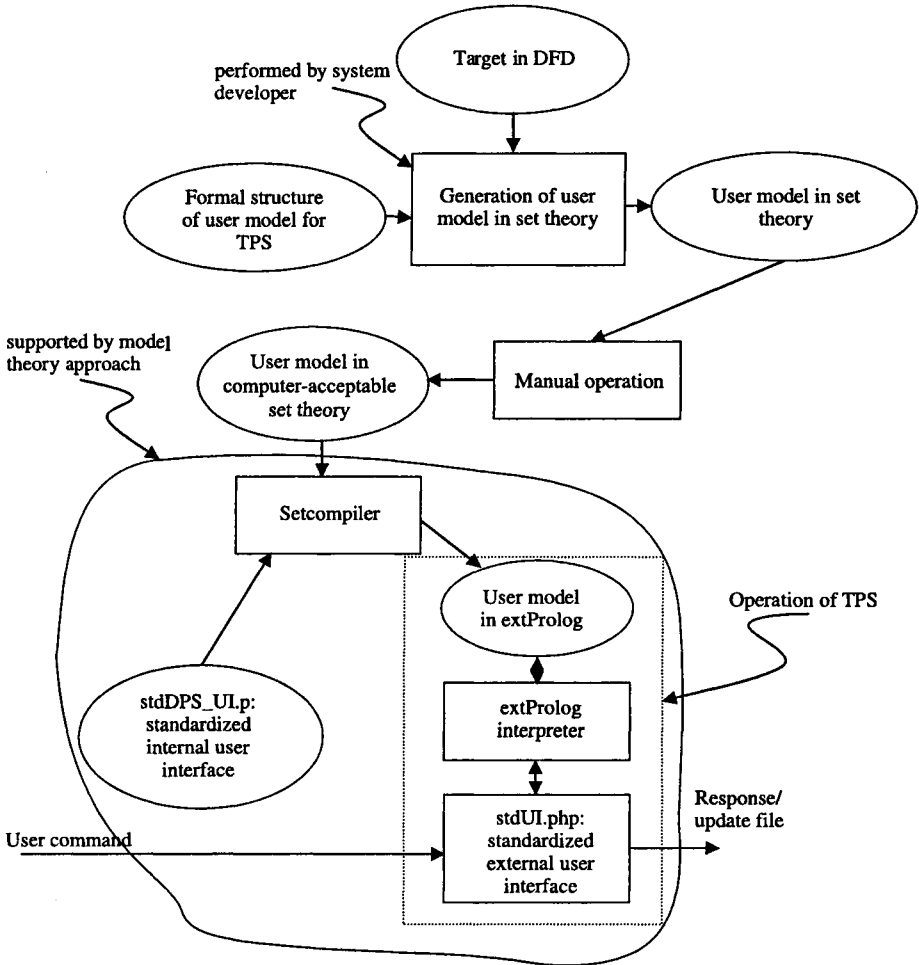 Target in DFD
performed by system
developer
Formal structure
of user model for
TPS
Generation of user
model in set theory
User model in set
theory
supported by model
theory approach
User model in
computer-acceptable
set theory
Manual operation
Setcompiler
User model
in extProlog
Operation of TPS
stdDPS_UI.p:
standardized
internal user
interface
extProlog
interpreter
User command
stdUI.php:
standardized
external user
interface
Response/
update file